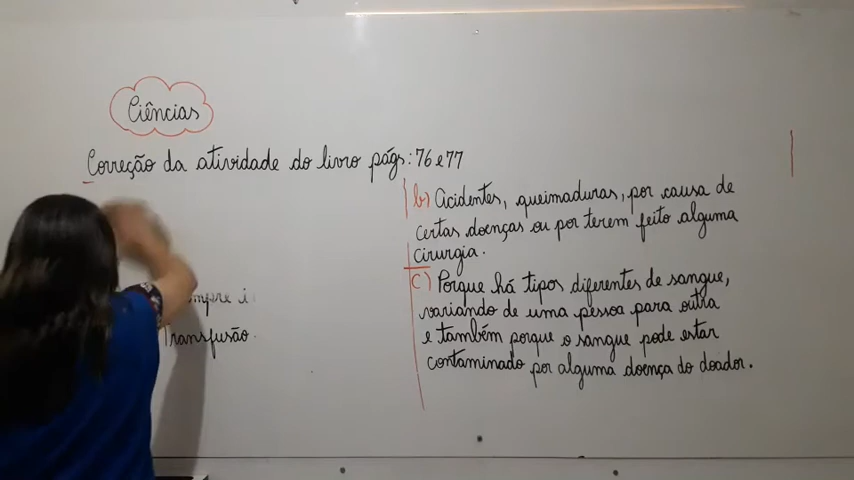 Ciências
Correção da atividade do livro págs: 76 e 77
Transfusão.
b) Acidentes, queimaduras, por causa de
certas doenças ou por terem feito alguma
cirurgia.
c) Porque há tipos diferentes de sangue,
variando de uma pessoa para outra
e também porque o sangue pode estar
contaminado por alguma doença do doador.